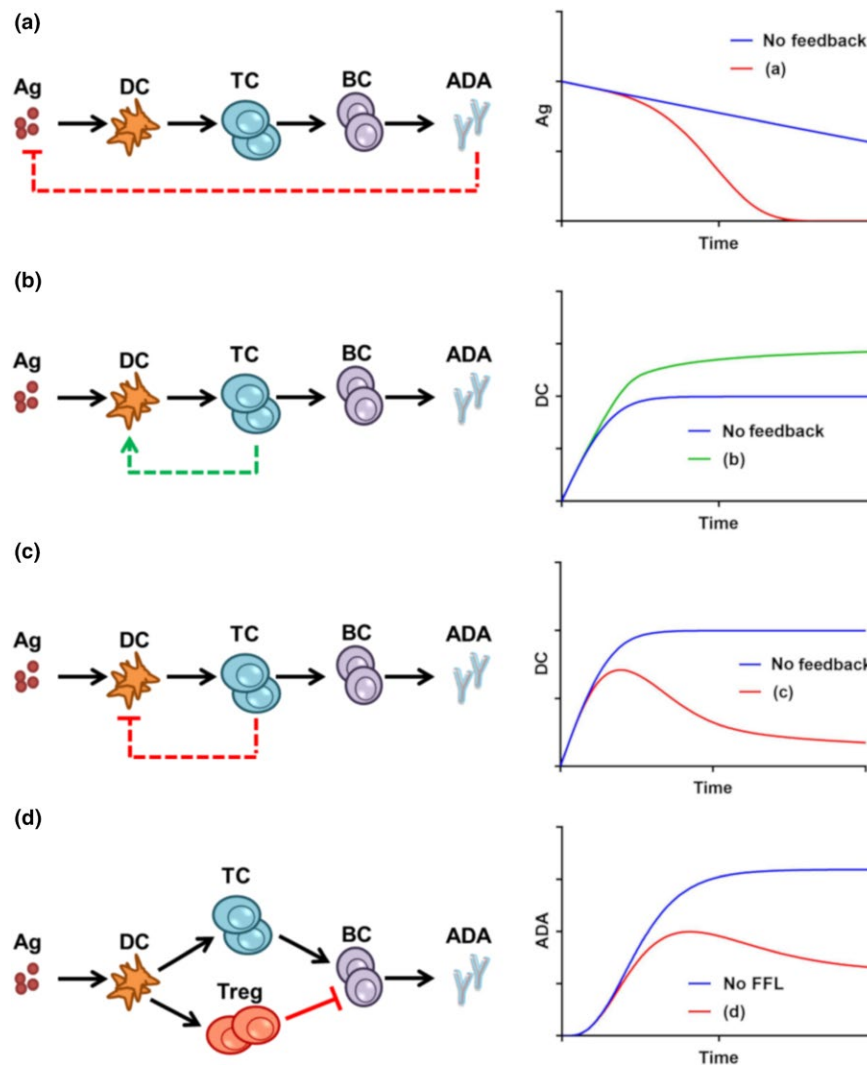 (a)
Ag DC TC BC ADA
Ag
No feedback
(a)
Time
(b)
Ag DC TC BC ADA
DC
No feedback
(b)
Time
(c)
Ag DC TC BC ADA
DC
No feedback
(c)
Time
(d)
Ag DC TC BC ADA
Treg
ADA
No FFL
(d)
Time